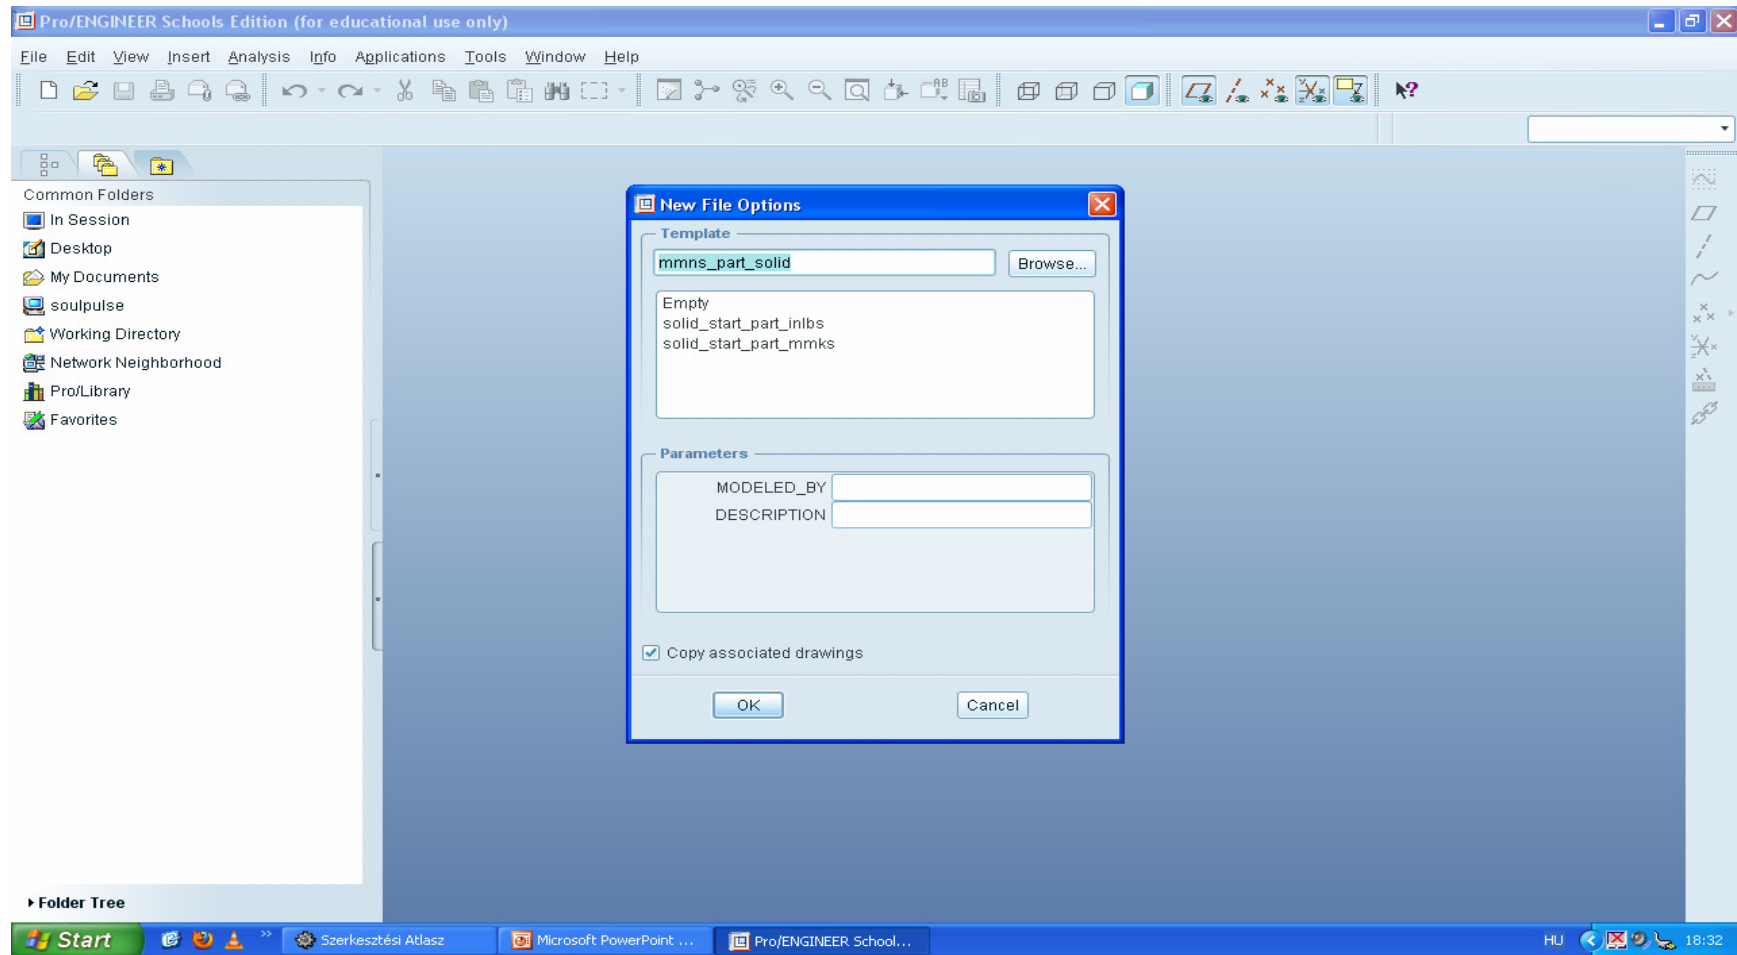 Pro/ENGINEER Schools Edition (for educational use only)
File Edit View Insert Analysis Info Applications Tools Window Help
Common Folders
In Session
Desktop
My Documents
soulpulse
Working Directory
Network Neighborhood
Pro/Library
Favorites
Folder Tree
New File Options
Template
mmns_part_solid
Browse...
Empty
solid_start_part_inlbs
solid_start_part_mmks
Parameters
MODELED_BY
DESCRIPTION
Copy associated drawings
OK Cancel
Start Szerkesztési Atlasz Microsoft PowerPoint ... Pro/ENGINEER School... HU 18:32